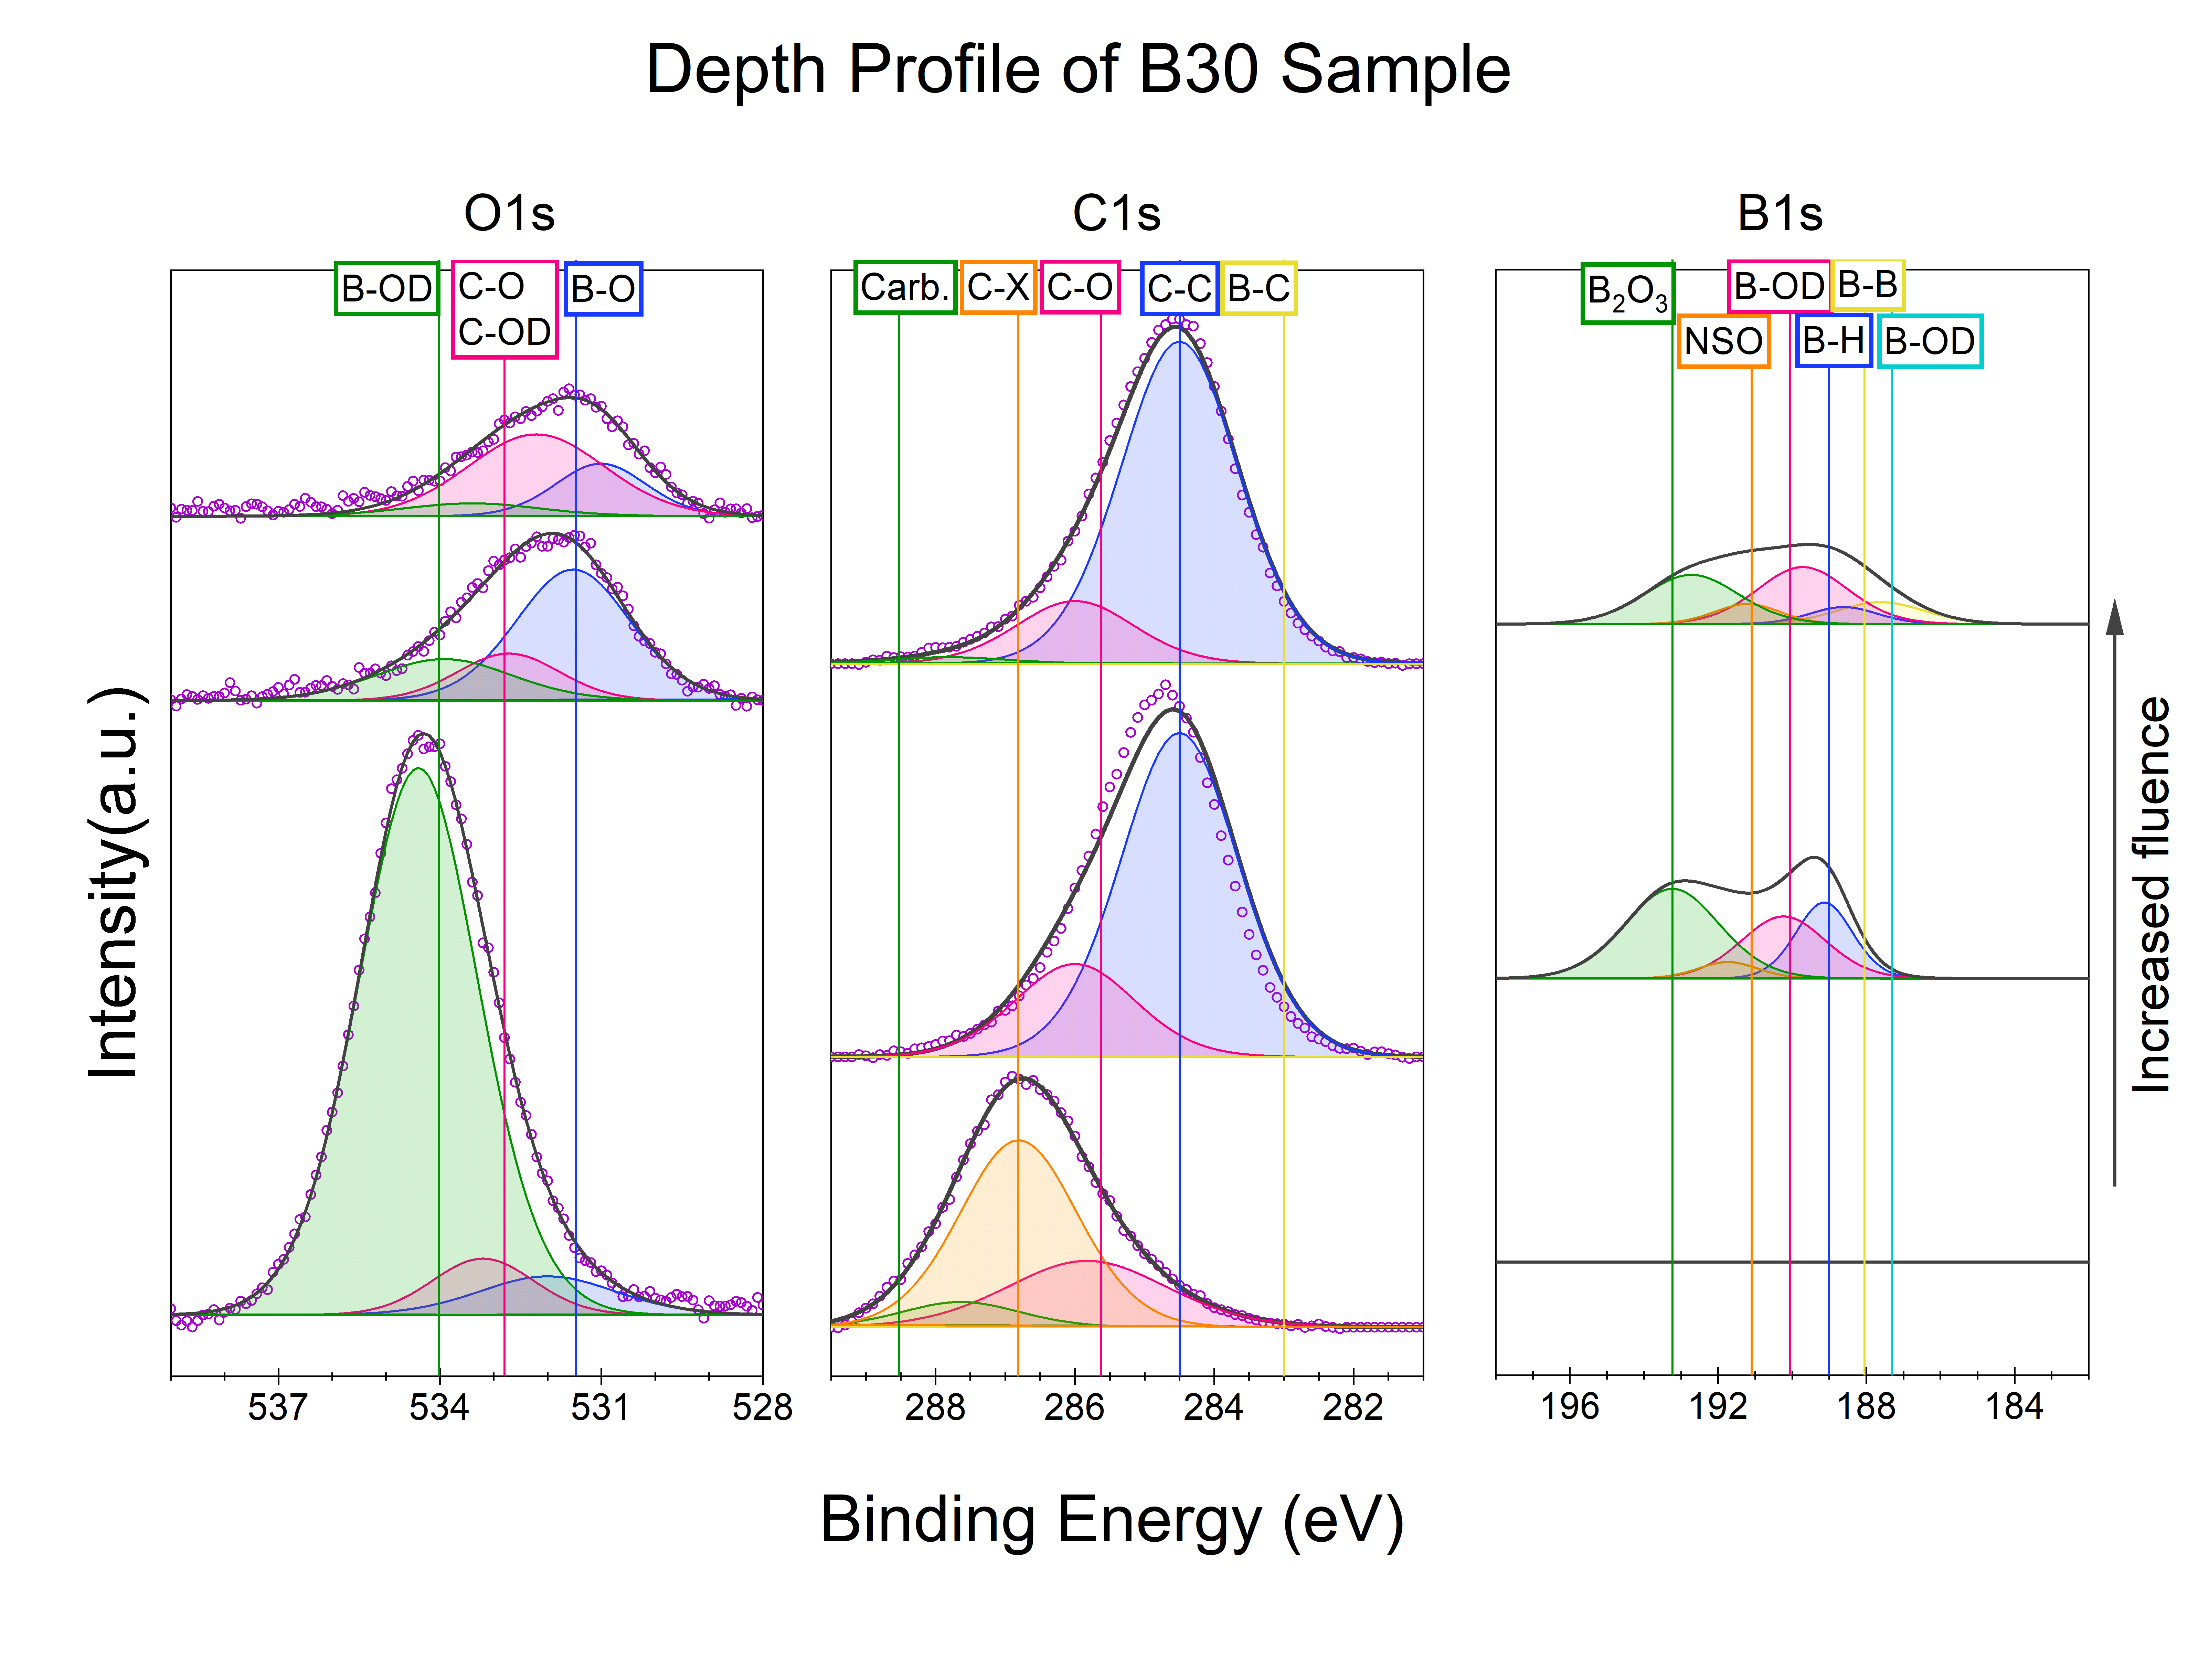 Depth Profile of B30 Sample
O1s
C1s
B1s
B-OD
C-O
C-OD
B-O
Carb.
C-X
C-O
C-C
B-C
B₂O₃
B-OD
B-B
NSO
B-H
B-OD
Intensity(a.u.)
Increased fluence
537
534
531
528
288
286
284
282
196
192
188
184
Binding Energy (eV)